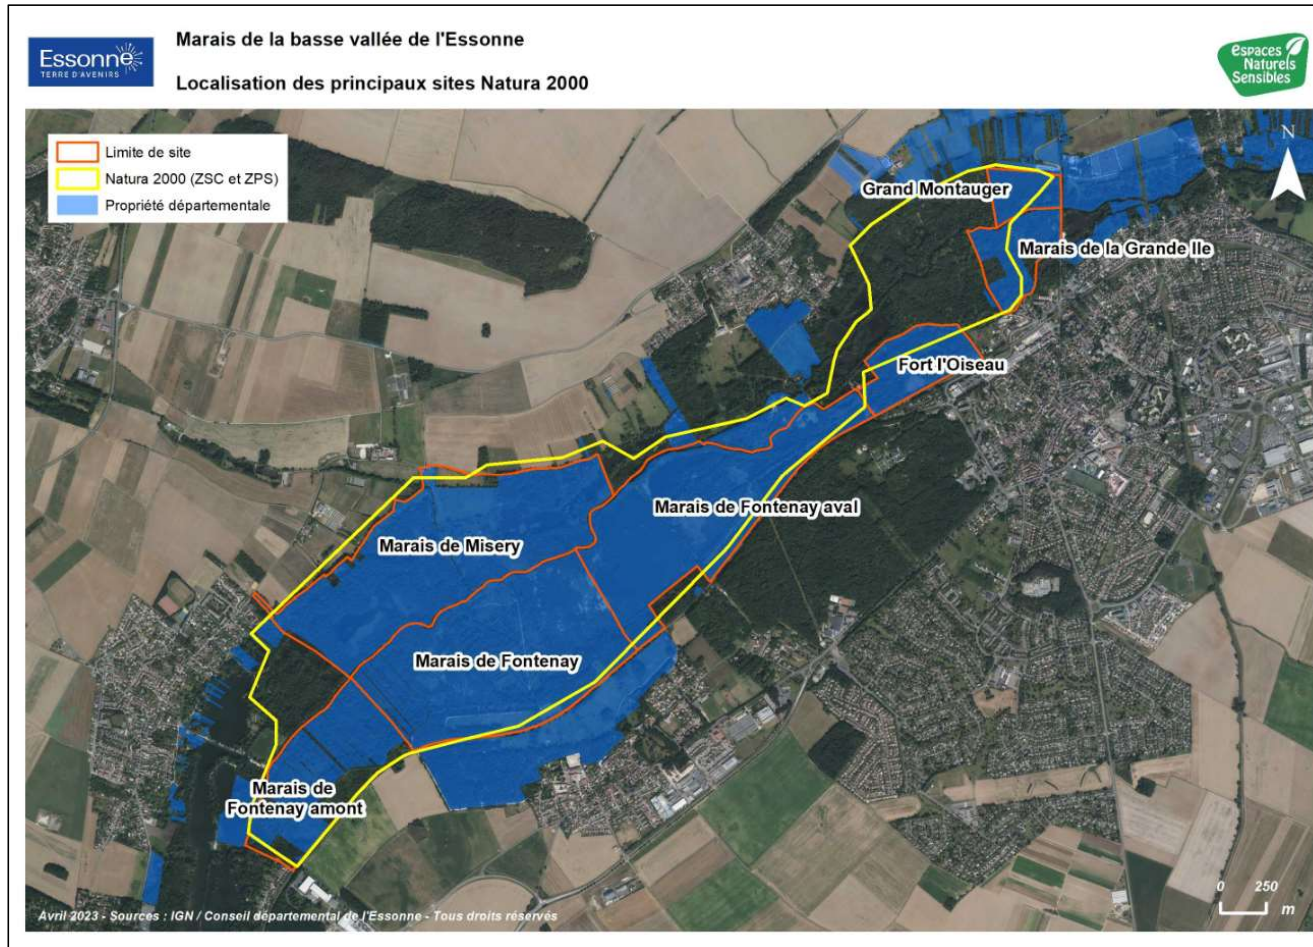 Essonne
TERRE D'AVENIRS
Marais de la basse vallée de l'Essonne
Localisation des principaux sites Natura 2000
espaces
Naturels
Sensibles
Limite de site
Natura 2000 (ZSC et ZPS)
Propriété départementale
N
Grand Montauger
Marais de la Grande Ile
Fort l'Oiseau
Marais de Fontenay aval
Marais de Misery
Marais de Fontenay
Marais de
Fontenay amont
0 250
m
Avril 2023 - Sources : IGN / Conseil départemental de l'Essonne - Tous droits réservés